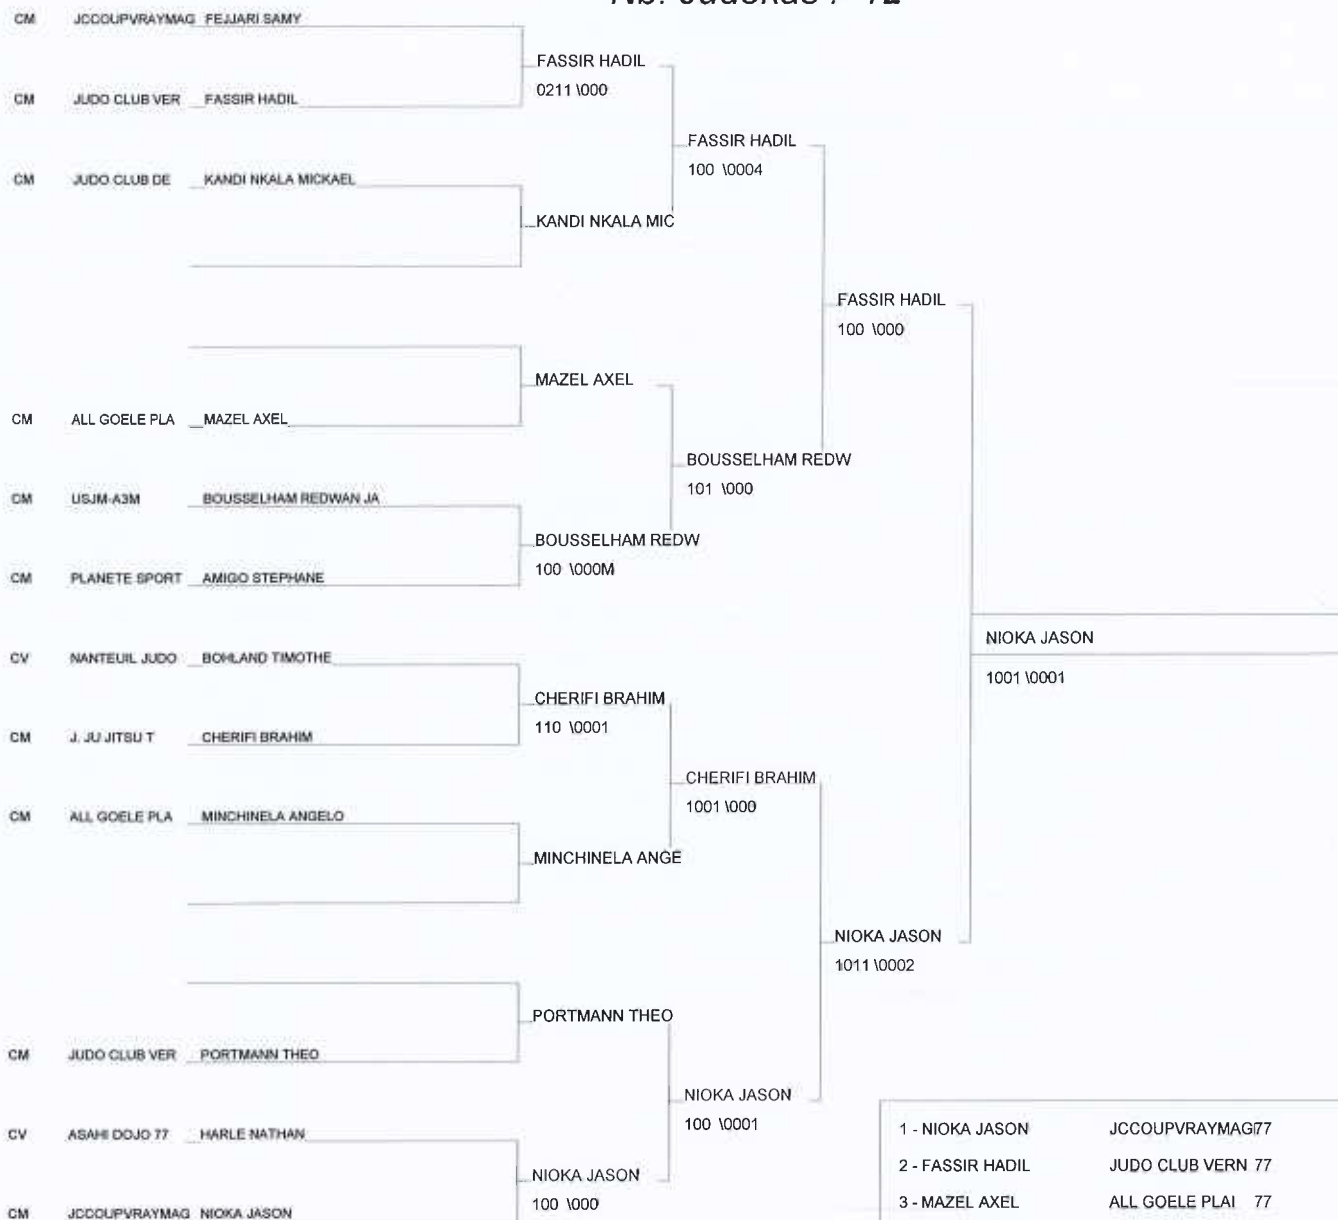 Nb. Judokas : 12
CM JCCOUPVRAYMAG FEJJARI SAMY
FASSIR HADIL
0211 \000
CM JUDO CLUB VER FASSIR HADIL
FASSIR HADIL
100 \0004
CM JUDO CLUB DE KANDI NKALA MICKAEL
KANDI NKALA MIC
FASSIR HADIL
100 \000
MAZEL AXEL
CM ALL GOELE PLA MAZEL AXEL
BOUSSELHAM REDW
101 \000
CM USJM-A3M BOUSSELHAM REDWAN JA
BOUSSELHAM REDW
100 \000M
CM PLANETE SPORT AMIGO STEPHANE
NIOKA JASON
1001 \0001
CV NANTEUIL JUDO BOHLAND TIMOTHE
CHERIFI BRAHIM
110 \0001
CM J. JU JITSU T CHERIFI BRAHIM
CHERIFI BRAHIM
1001 \000
CM ALL GOELE PLA MINCHINELA ANGELO
MINCHINELA ANGE
NIOKA JASON
1011 \0002
PORTMANN THEO
CM JUDO CLUB VER PORTMANN THEO
NIOKA JASON
100 \0001
CV ASAHI DOJO 77 HARLE NATHAN
NIOKA JASON
100 \000
CM JCCOUPVRAYMAG NIOKA JASON
1 - NIOKA JASON JCCOUPVRAYMAG77
2 - FASSIR HADIL JUDO CLUB VERN 77
3 - MAZEL AXEL ALL GOELE PLAI 77